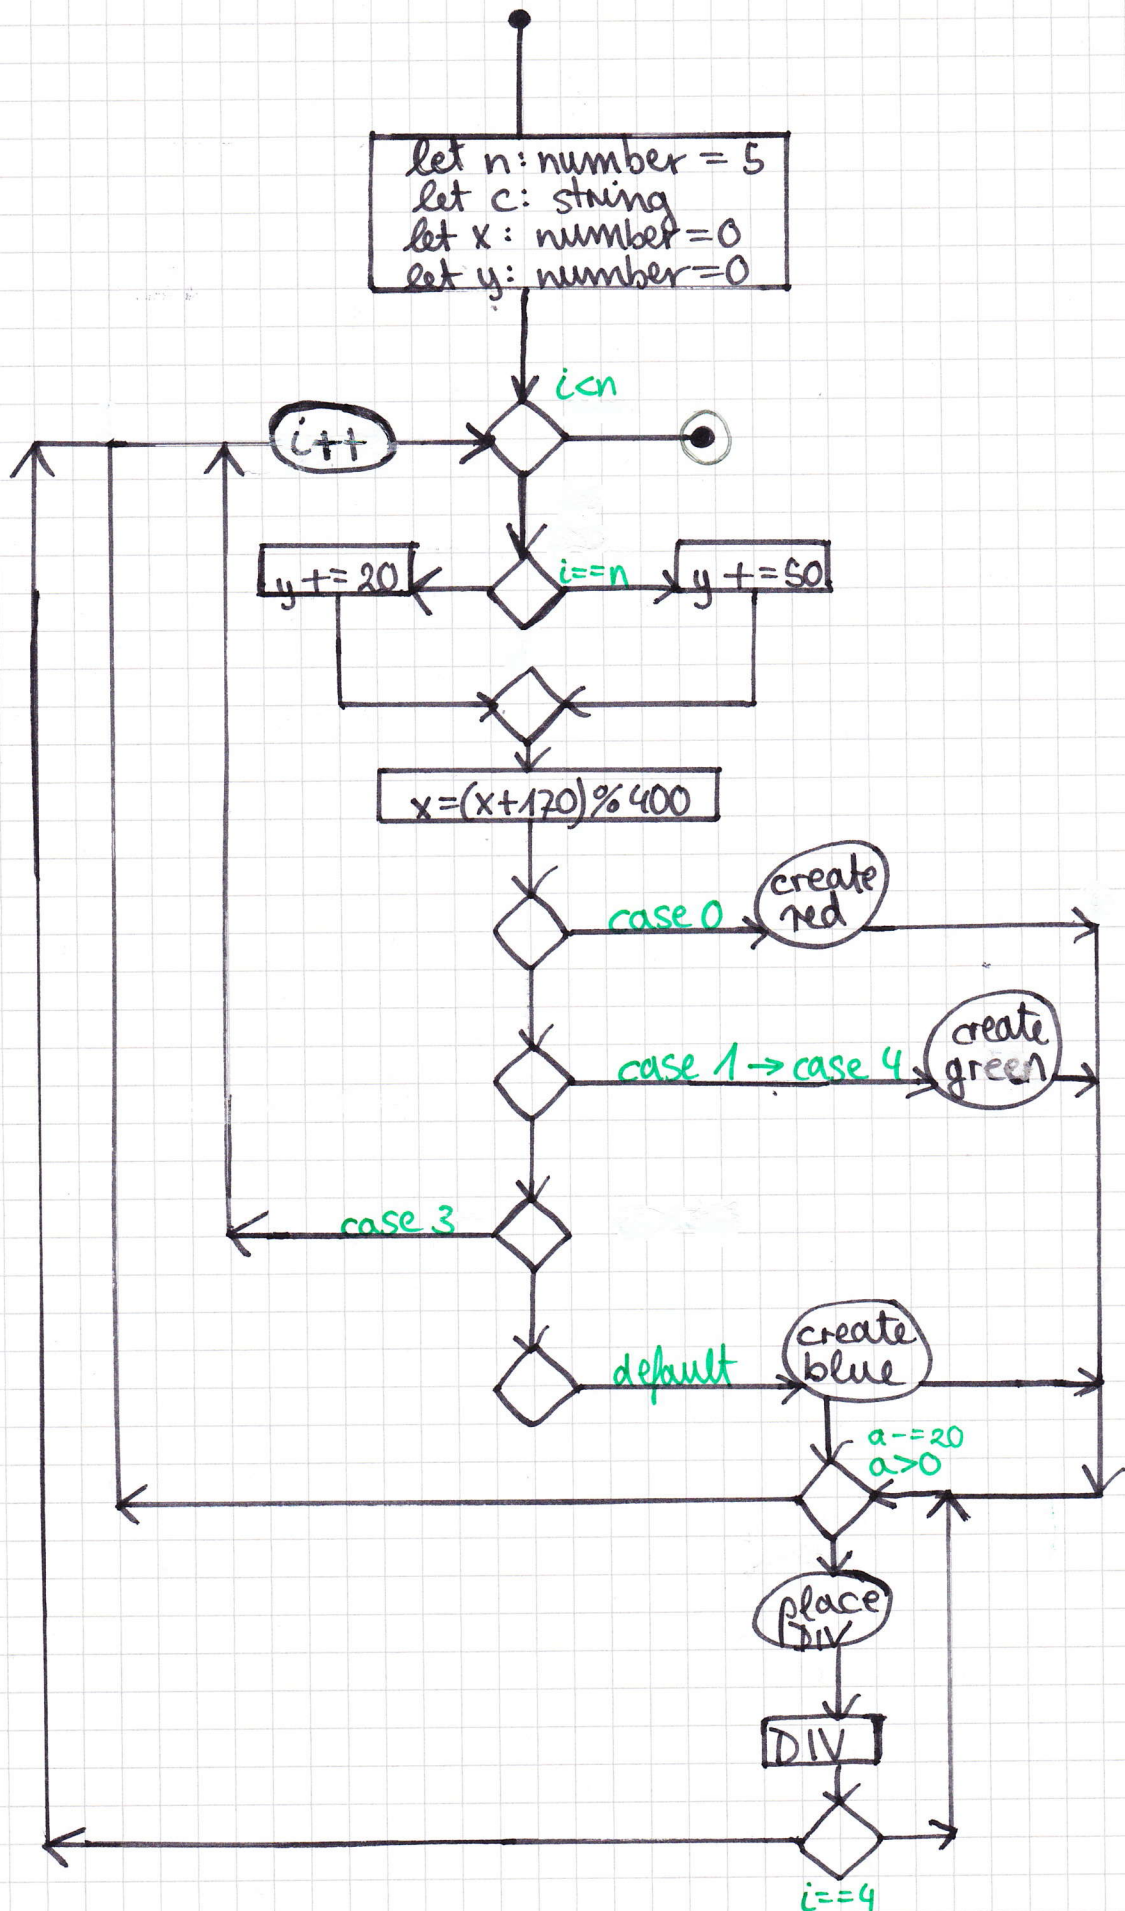 let n: number = 5
let c: string
let x: number = 0
let y: number = 0
i<n
i++
y += 20
i==n
y += 50
x=(x+170)%400
create
red
case 0
create
green
case 1 → case 4
case 3
create
blue
default
a-=20
a>0
place
DIV
DIV
i==4